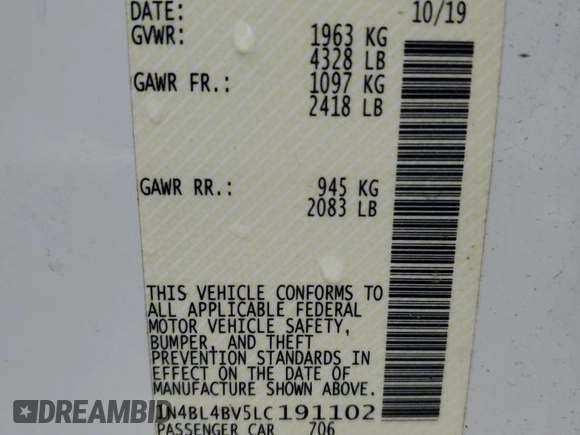 DATE: 10/19
GVWR: 1963 KG
4328 LB
GAWR FR.: 1097 KG
2418 LB
GAWR RR.: 945 KG
2083 LB
THIS VEHICLE CONFORMS TO
ALL APPLICABLE FEDERAL
MOTOR VEHICLE SAFETY,
BUMPER, AND THEFT
PREVENTION STANDARDS IN
EFFECT ON THE DATE OF
MANUFACTURE SHOWN ABOVE.
1N4BL4BV5LC191102
PASSENGER CAR 706
DEALERSHIP
AUCTIONS